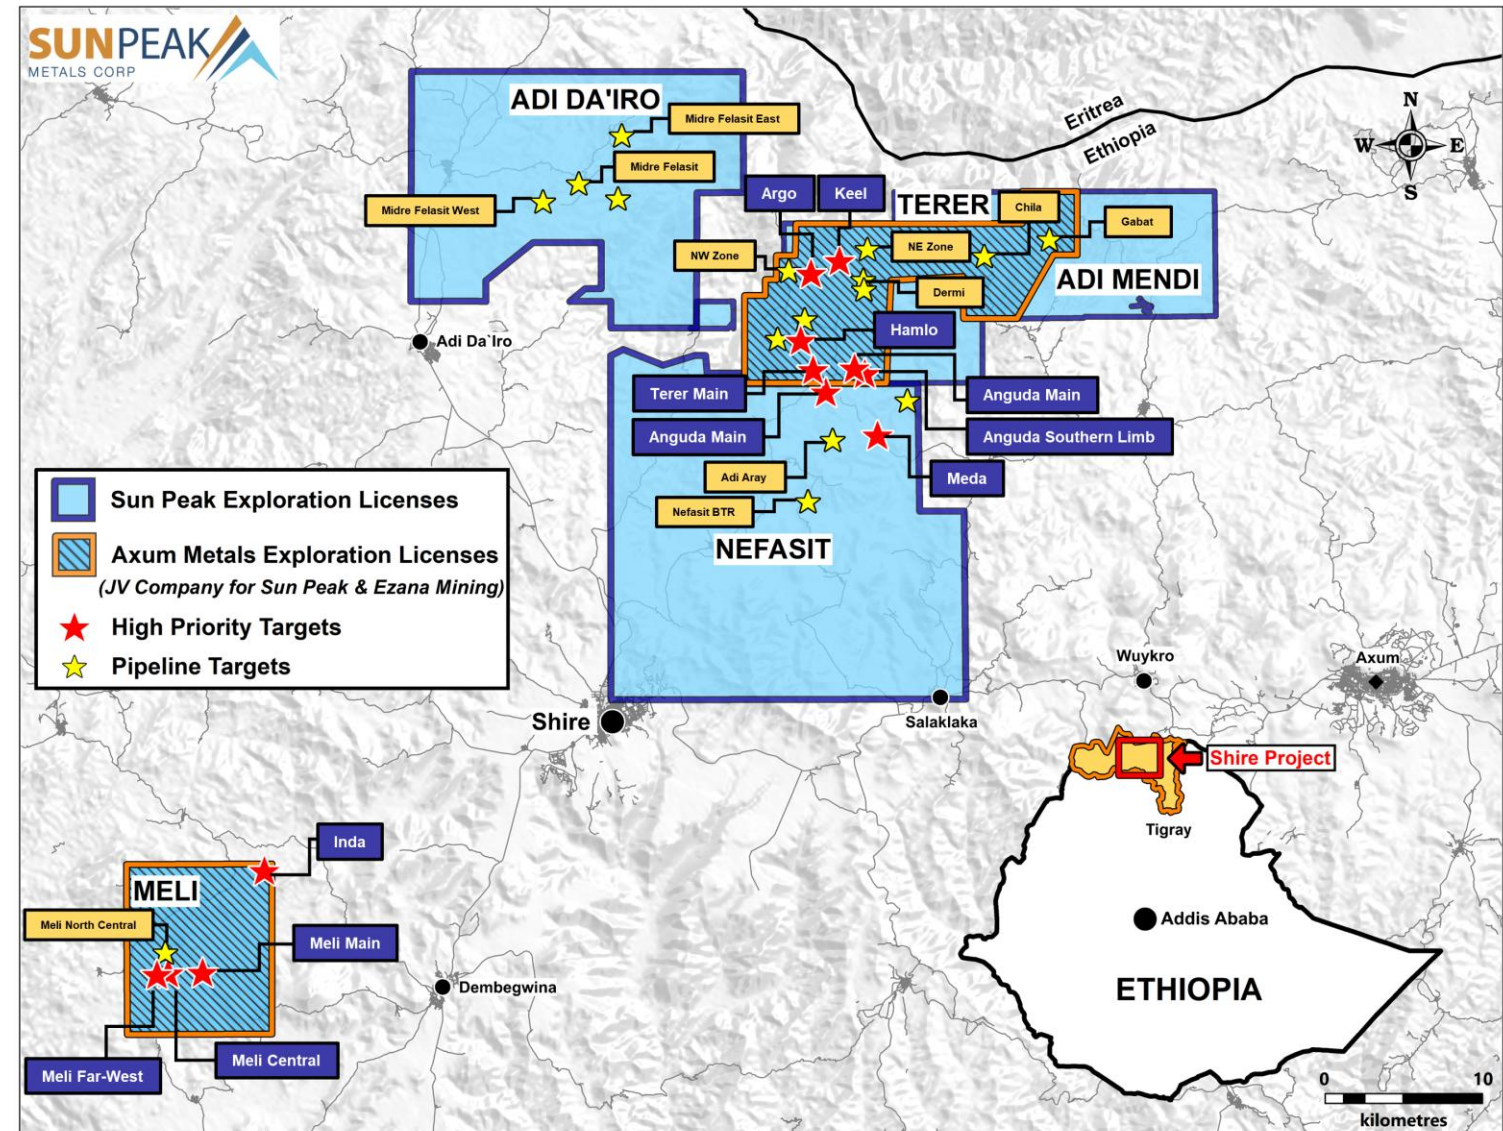 SUNPEAK
METALS CORP
ADI DA'IRO
Midre Felasit East
Midre Felasit
Midre Felasit West
Eritrea
Ethiopia
N
W
E
S
Argo
Keel
TERER
Chila
Gabat
NW Zone
NE Zone
Dermi
ADI MENDI
Adi Da`Iro
Hamlo
Terer Main
Anguda Main
Anguda Main
Anguda Southern Limb
Adi Aray
Meda
Nefasit BTR
NEFASIT
Sun Peak Exploration Licenses
Axum Metals Exploration Licenses
(JV Company for Sun Peak & Ezana Mining)
High Priority Targets
Pipeline Targets
Wuykro
Axum
Shire
Salaklaka
Shire Project
Tigray
Inda
MELI
Meli North Central
Meli Main
Addis Ababa
Dembegwina
ETHIOPIA
Meli Central
Meli Far-West
0
10
kilometres